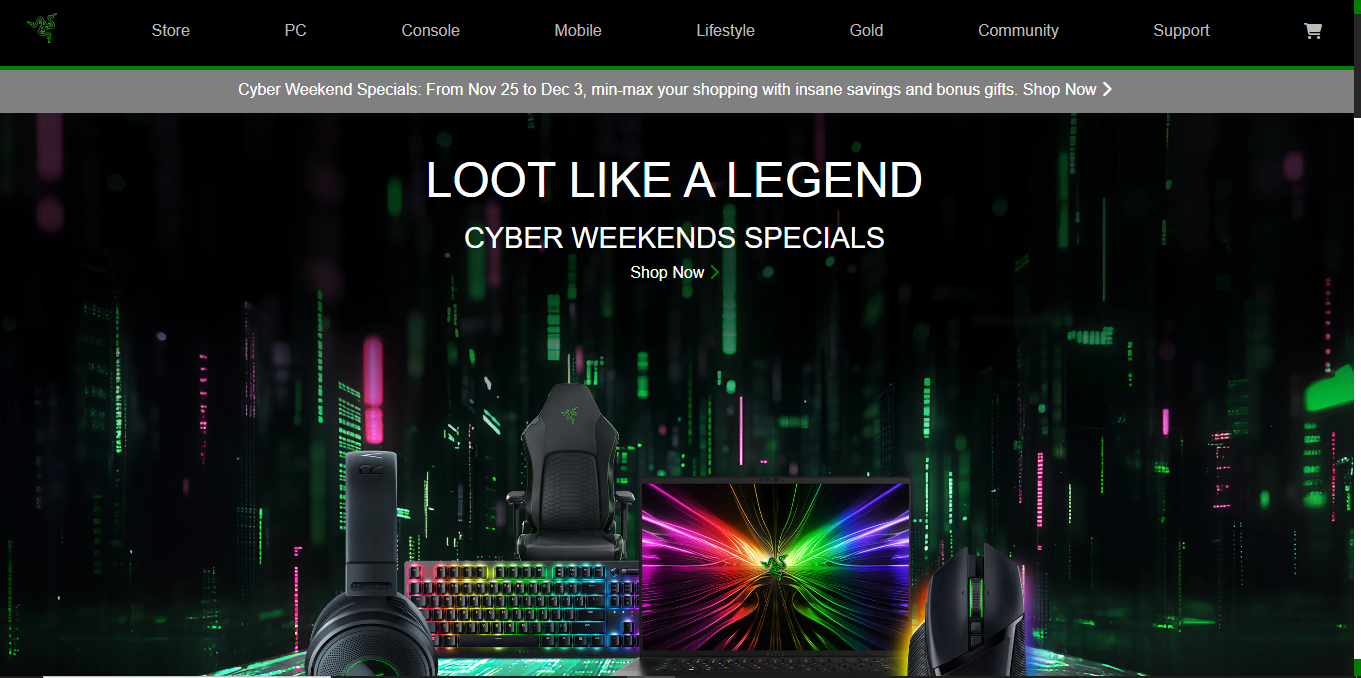 Store PC Console Mobile Lifestyle Gold Community Support
Cyber Weekend Specials: From Nov 25 to Dec 3, min-max your shopping with insane savings and bonus gifts. Shop Now
LOOT LIKE A LEGEND
CYBER WEEKENDS SPECIALS
Shop Now